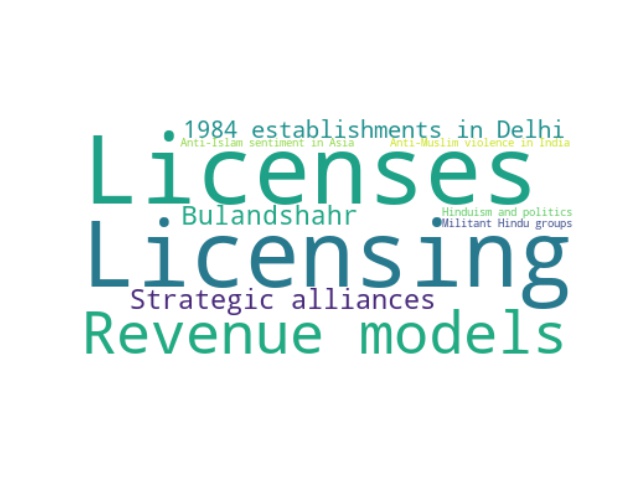 1984 establishments in Delhi
Anti-Islam sentiment in Asia Anti-Muslim violence in India
Licenses
Bulandshahr Hinduism and politics
Militant Hindu groups
Licensing
Strategic alliances
Revenue models